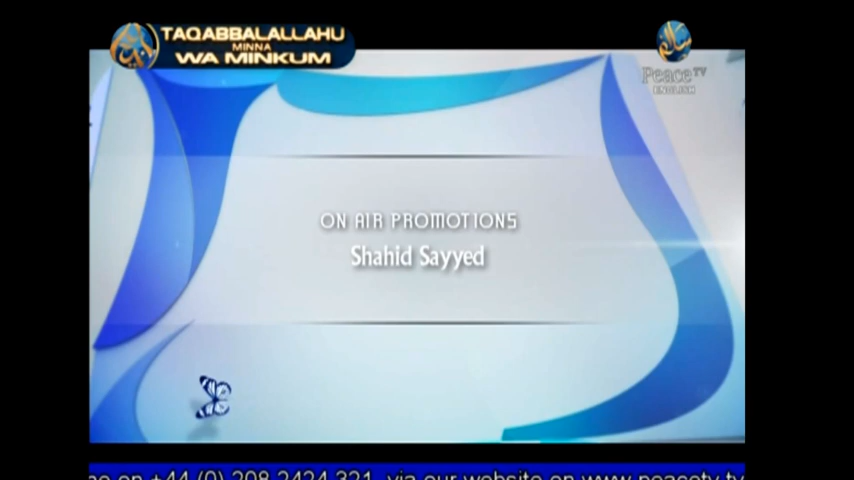 TAQABBALALLAHU
MINNA
WA MINKUM
Peace TV
ENGLISH
ON AIR PROMOTIONS
Shahid Sayyed
on +44 (0) 208 2424 321, via our website on www.peacetv.tv